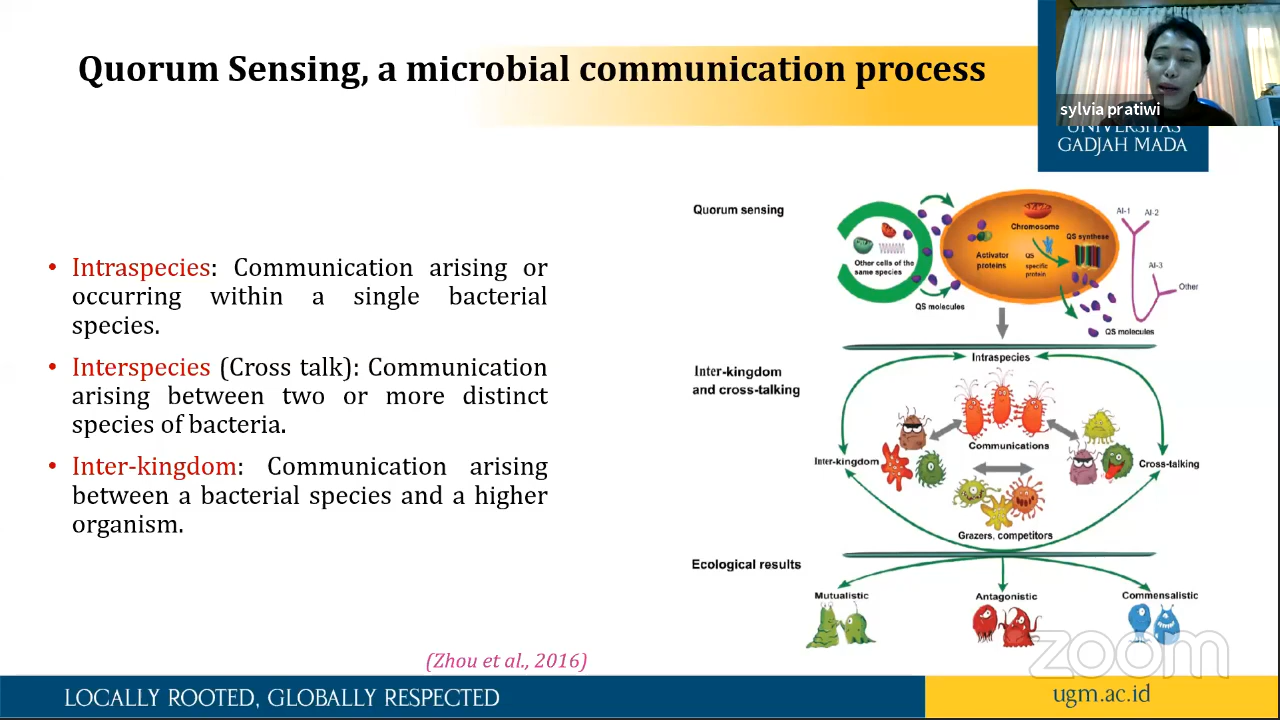 Quorum Sensing, a microbial communication process
sylvia pratiwi
UNIVERSITAS
GADJAH MADA
• Intraspecies: Communication arising or
occurring within a single bacterial
species.
• Interspecies (Cross talk): Communication
arising between two or more distinct
species of bacteria.
• Inter-kingdom: Communication arising
between a bacterial species and a higher
organism.
(Zhou et al., 2016)
Quorum sensing
Other cells of the
same species
QS molecules
Chromosome
Activator
proteins
QS
specific
protein
QS synthese
AI-1
AI-2
AI-3
Other
QS molecules
Inter-kingdom
and cross-talking
Intraspecies
Communications
Inter-kingdom
Cross-talking
Grazers, competitors
Ecological results
Mutualistic
Antagonistic
Commensalistic
zoom
LOCALLY ROOTED, GLOBALLY RESPECTED
ugm.ac.id